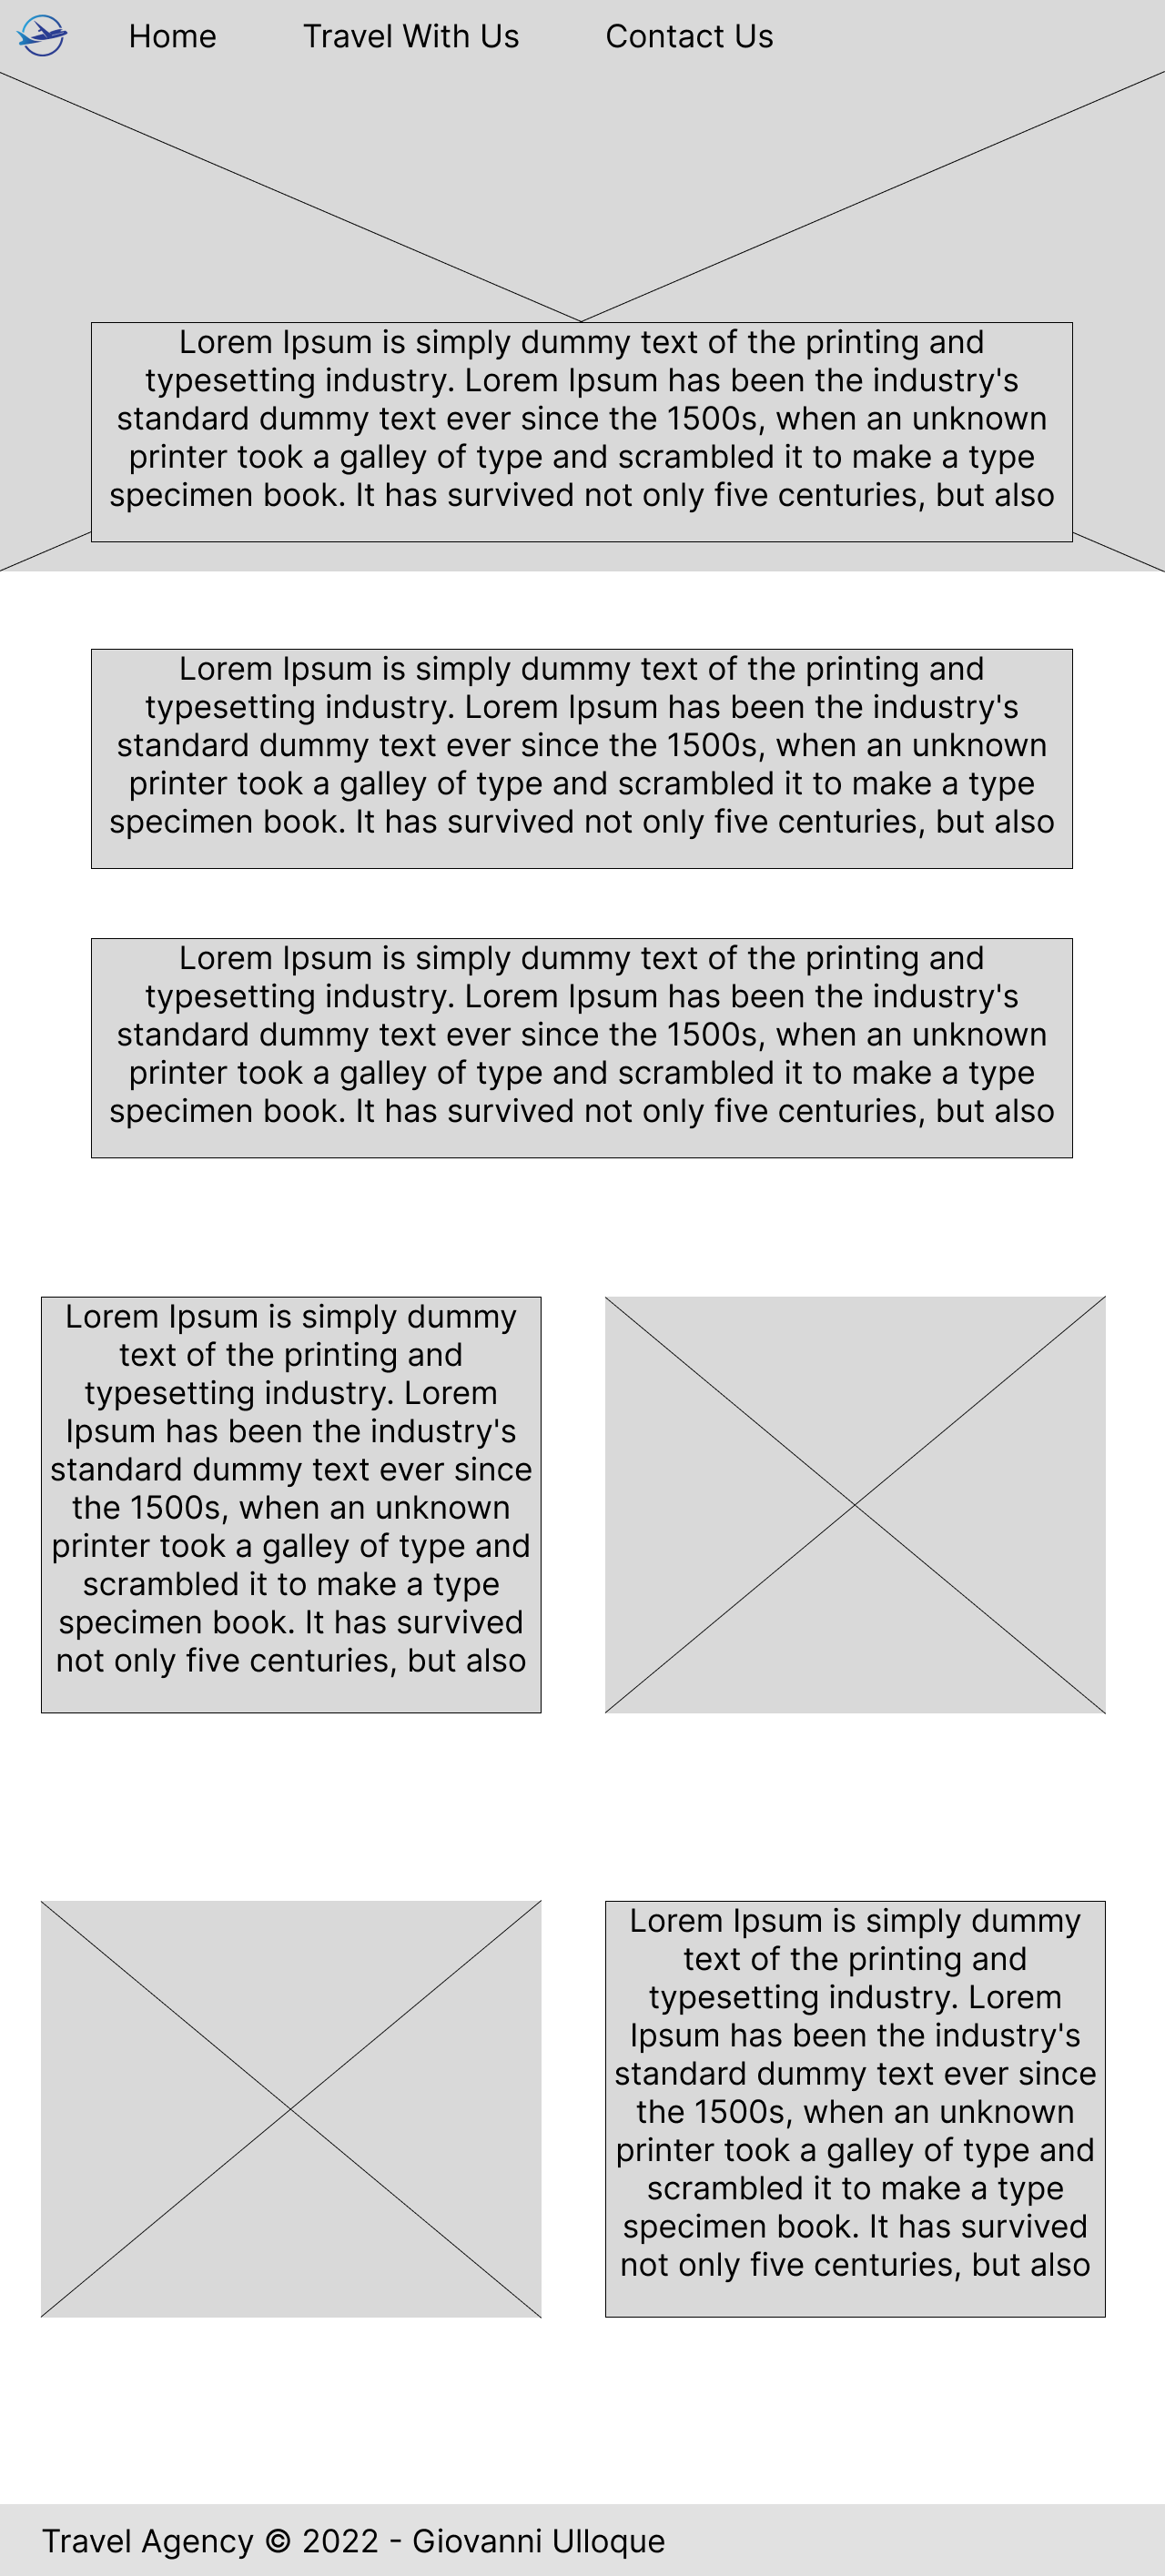 Home Travel With Us Contact Us
Lorem Ipsum is simply dummy text of the printing and
typesetting industry. Lorem Ipsum has been the industry's
standard dummy text ever since the 1500s, when an unknown
printer took a galley of type and scrambled it to make a type
specimen book. It has survived not only five centuries, but also
Lorem Ipsum is simply dummy text of the printing and
typesetting industry. Lorem Ipsum has been the industry's
standard dummy text ever since the 1500s, when an unknown
printer took a galley of type and scrambled it to make a type
specimen book. It has survived not only five centuries, but also
Lorem Ipsum is simply dummy text of the printing and
typesetting industry. Lorem Ipsum has been the industry's
standard dummy text ever since the 1500s, when an unknown
printer took a galley of type and scrambled it to make a type
specimen book. It has survived not only five centuries, but also
Lorem Ipsum is simply dummy
text of the printing and
typesetting industry. Lorem
Ipsum has been the industry's
standard dummy text ever since
the 1500s, when an unknown
printer took a galley of type and
scrambled it to make a type
specimen book. It has survived
not only five centuries, but also
Lorem Ipsum is simply dummy
text of the printing and
typesetting industry. Lorem
Ipsum has been the industry's
standard dummy text ever since
the 1500s, when an unknown
printer took a galley of type and
scrambled it to make a type
specimen book. It has survived
not only five centuries, but also
Travel Agency © 2022 - Giovanni Ulloque